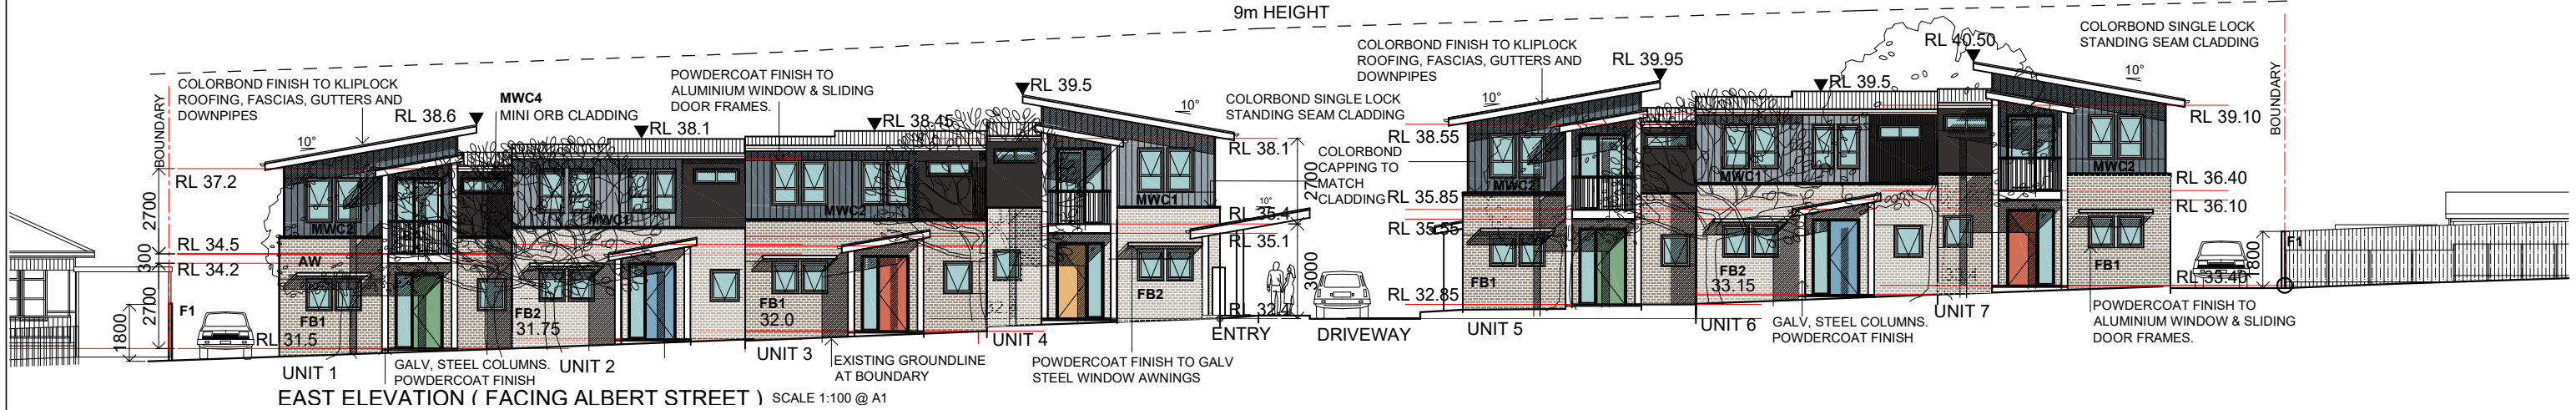 9m HEIGHT
COLORBOND FINISH TO KLIPLOCK
ROOFING, FASCIAS, GUTTERS AND
DOWNPIPES
MWC4
MINI ORB CLADDING
POWDERCOAT FINISH TO
ALUMINIUM WINDOW & SLIDING
DOOR FRAMES.
COLORBOND SINGLE LOCK
STANDING SEAM CLADDING
COLORBOND FINISH TO KLIPLOCK
ROOFING, FASCIAS, GUTTERS AND
DOWNPIPES
COLORBOND SINGLE LOCK
STANDING SEAM CLADDING
COLORBOND
CAPPING TO
MATCH
CLADDING
BOUNDARY
BOUNDARY
RL 38.6
RL 38.1
RL 38.45
RL 39.5
RL 39.95
RL 39.5
RL 40.50
10°
10°
10°
10°
10°
RL 37.2
RL 34.5
RL 34.2
RL 31.5
2700
300
2700
1800
RL 38.1
RL 35.4
RL 35.1
RL 32.4
2700
3000
RL 38.55
RL 35.85
RL 35.55
RL 32.85
RL 39.10
RL 36.40
RL 36.10
RL 33.40
1800
F1
F1
AW
MWC2
MWC1
MWC2
MWC1
MWC2
MWC1
MWC2
FB1
FB2
31.75
FB1
32.0
FB2
FB1
FB2
33.15
FB1
UNIT 1
UNIT 2
UNIT 3
UNIT 4
ENTRY
DRIVEWAY
UNIT 5
UNIT 6
UNIT 7
GALV, STEEL COLUMNS.
POWDERCOAT FINISH
EXISTING GROUNDLINE
AT BOUNDARY
POWDERCOAT FINISH TO GALV
STEEL WINDOW AWNINGS
GALV, STEEL COLUMNS.
POWDERCOAT FINISH
POWDERCOAT FINISH TO
ALUMINIUM WINDOW & SLIDING
DOOR FRAMES.
EAST ELEVATION ( FACING ALBERT STREET ) SCALE 1:100 @ A1